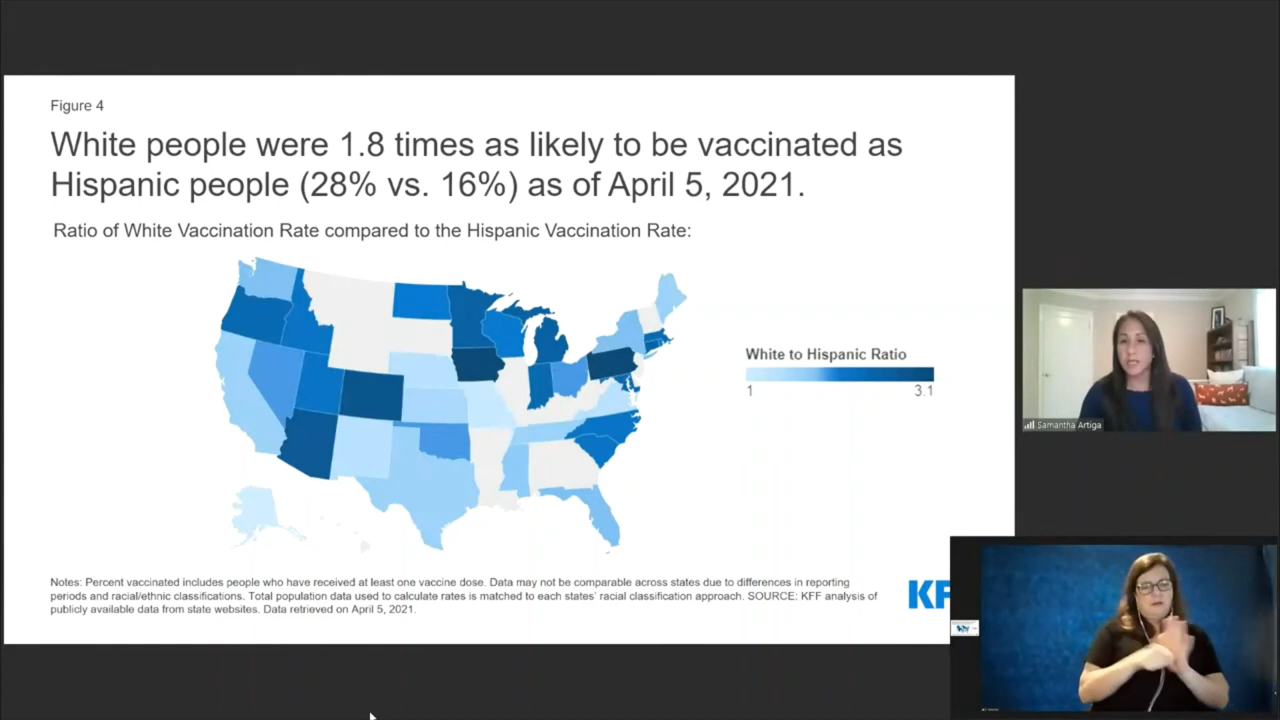 Figure 4
White people were 1.8 times as likely to be vaccinated as
Hispanic people (28% vs. 16%) as of April 5, 2021.
Ratio of White Vaccination Rate compared to the Hispanic Vaccination Rate:
White to Hispanic Ratio
1 3.1
Samantha Artiga
Notes: Percent vaccinated includes people who have received at least one vaccine dose. Data may not be comparable across states due to differences in reporting
periods and racial/ethnic classifications. Total population data used to calculate rates is matched to each states' racial classification approach. SOURCE: KFF analysis of
publicly available data from state websites. Data retrieved on April 5, 2021.
KF